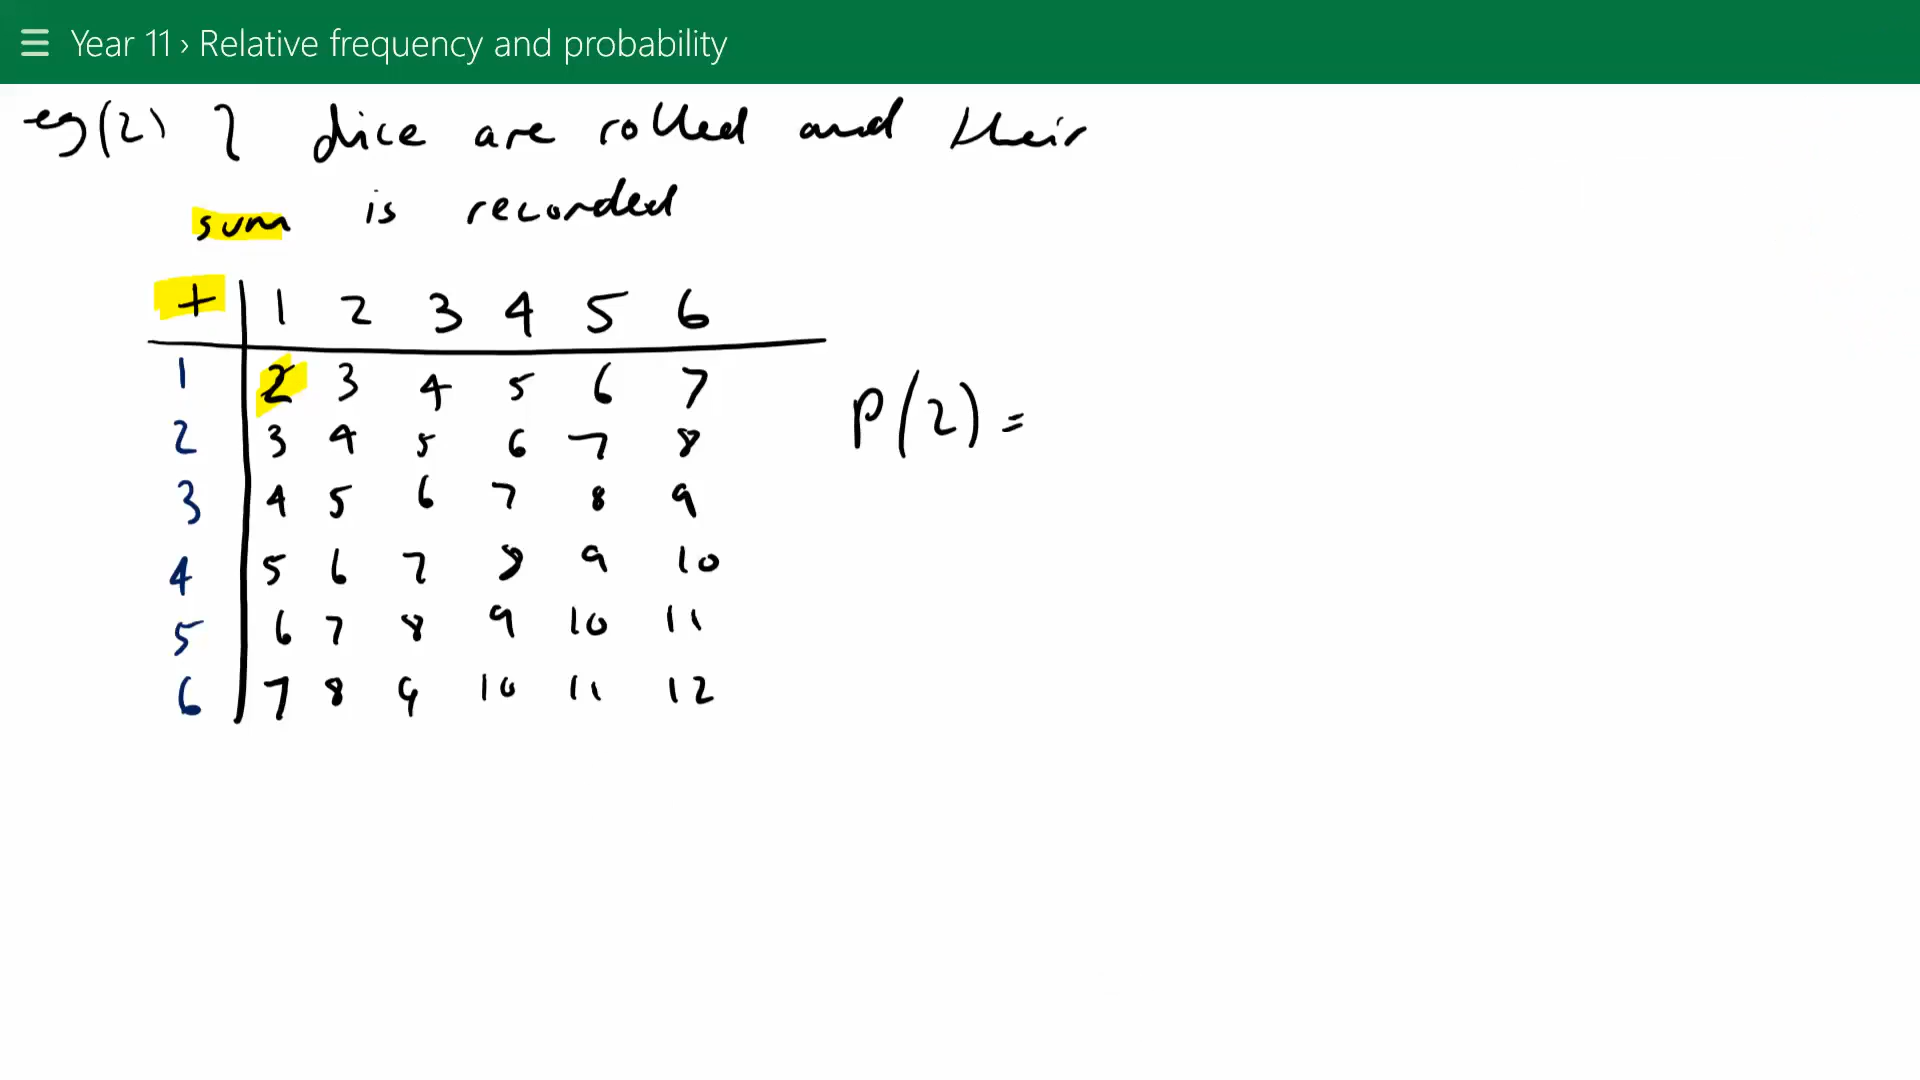 Year 11 › Relative frequency and probability
eg(2) 2 dice are rolled and their
sum is recorded
+ 1 2 3 4 5 6
1 2 3 4 5 6 7
2 3 4 5 6 7 8
3 4 5 6 7 8 9
4 5 6 7 8 9 10
5 6 7 8 9 10 11
6 7 8 9 10 11 12
P(2) =